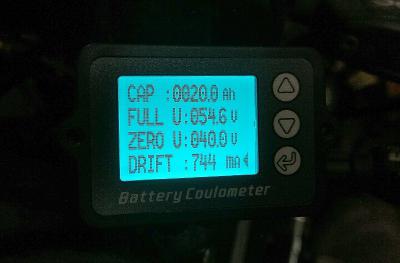 CAP :0020.0 Ah
FULL U:054.6 V
ZERO U:040.0 V
DRIFT :744 mA
Battery Coulometer